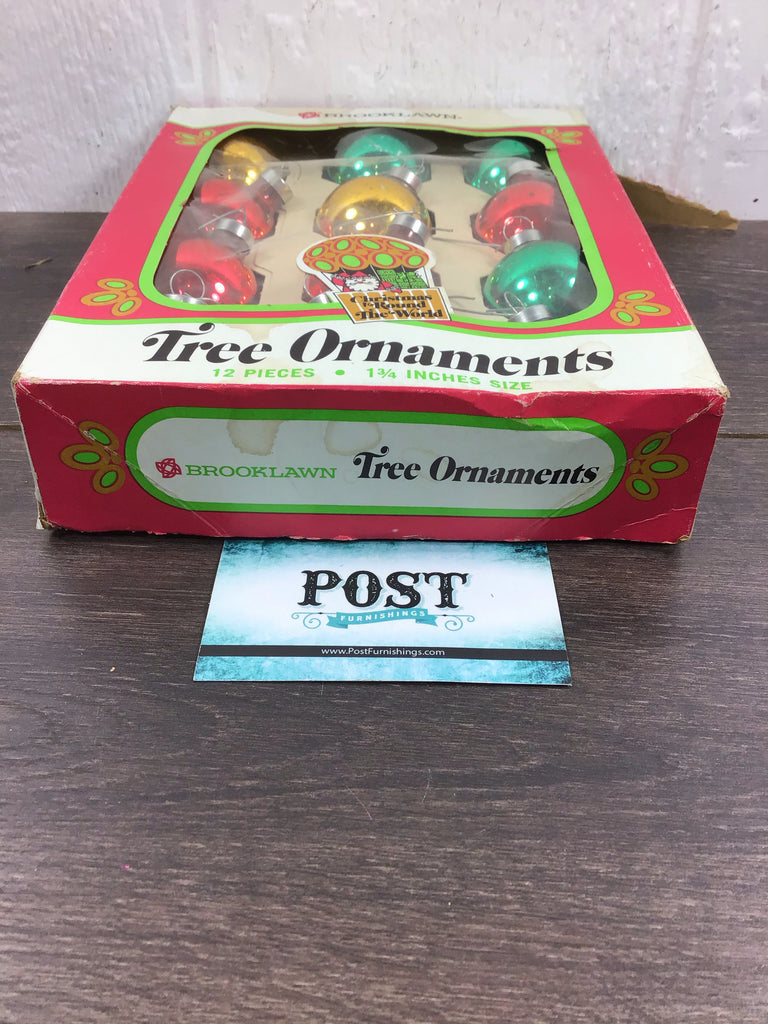 BROOKLAWN
Christmas
'Round
The World
Tree Ornaments
12 PIECES • 1¾ INCHES SIZE
BROOKLAWN Tree Ornaments
POST
FURNISHINGS
www.PostFurnishings.com